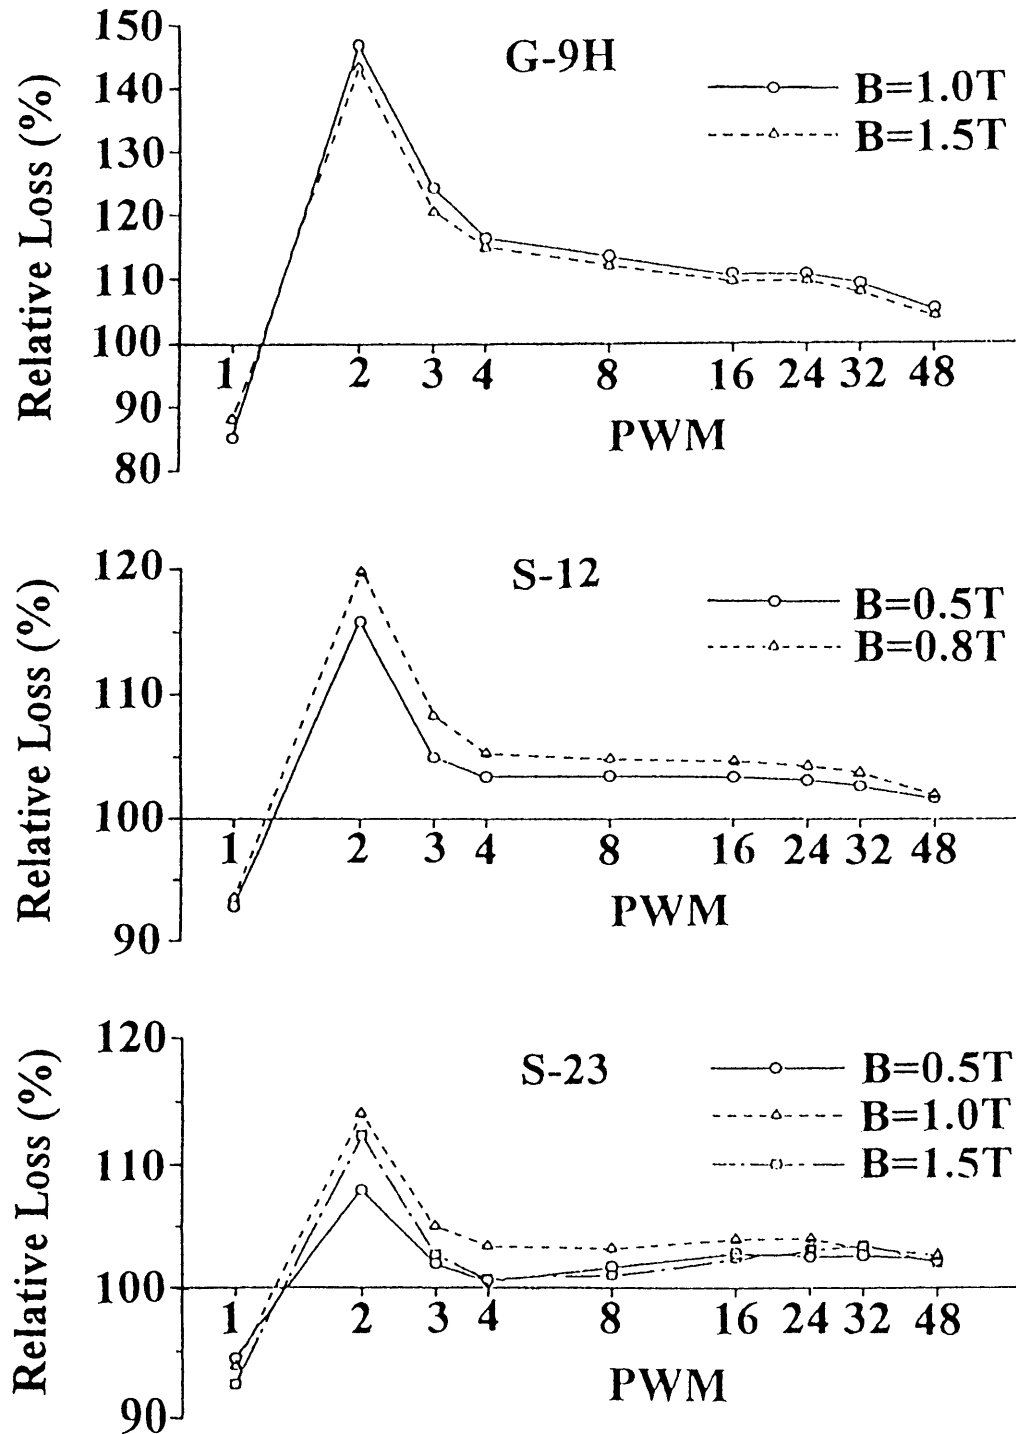 G-9H
B=1.0T
B=1.5T
Relative Loss (%)
150
140
130
120
110
100
90
80
1 2 3 4 8 16 24 32 48
PWM
S-12
B=0.5T
B=0.8T
Relative Loss (%)
120
110
100
90
1 2 3 4 8 16 24 32 48
PWM
S-23
B=0.5T
B=1.0T
B=1.5T
Relative Loss (%)
120
110
100
90
1 2 3 4 8 16 24 32 48
PWM